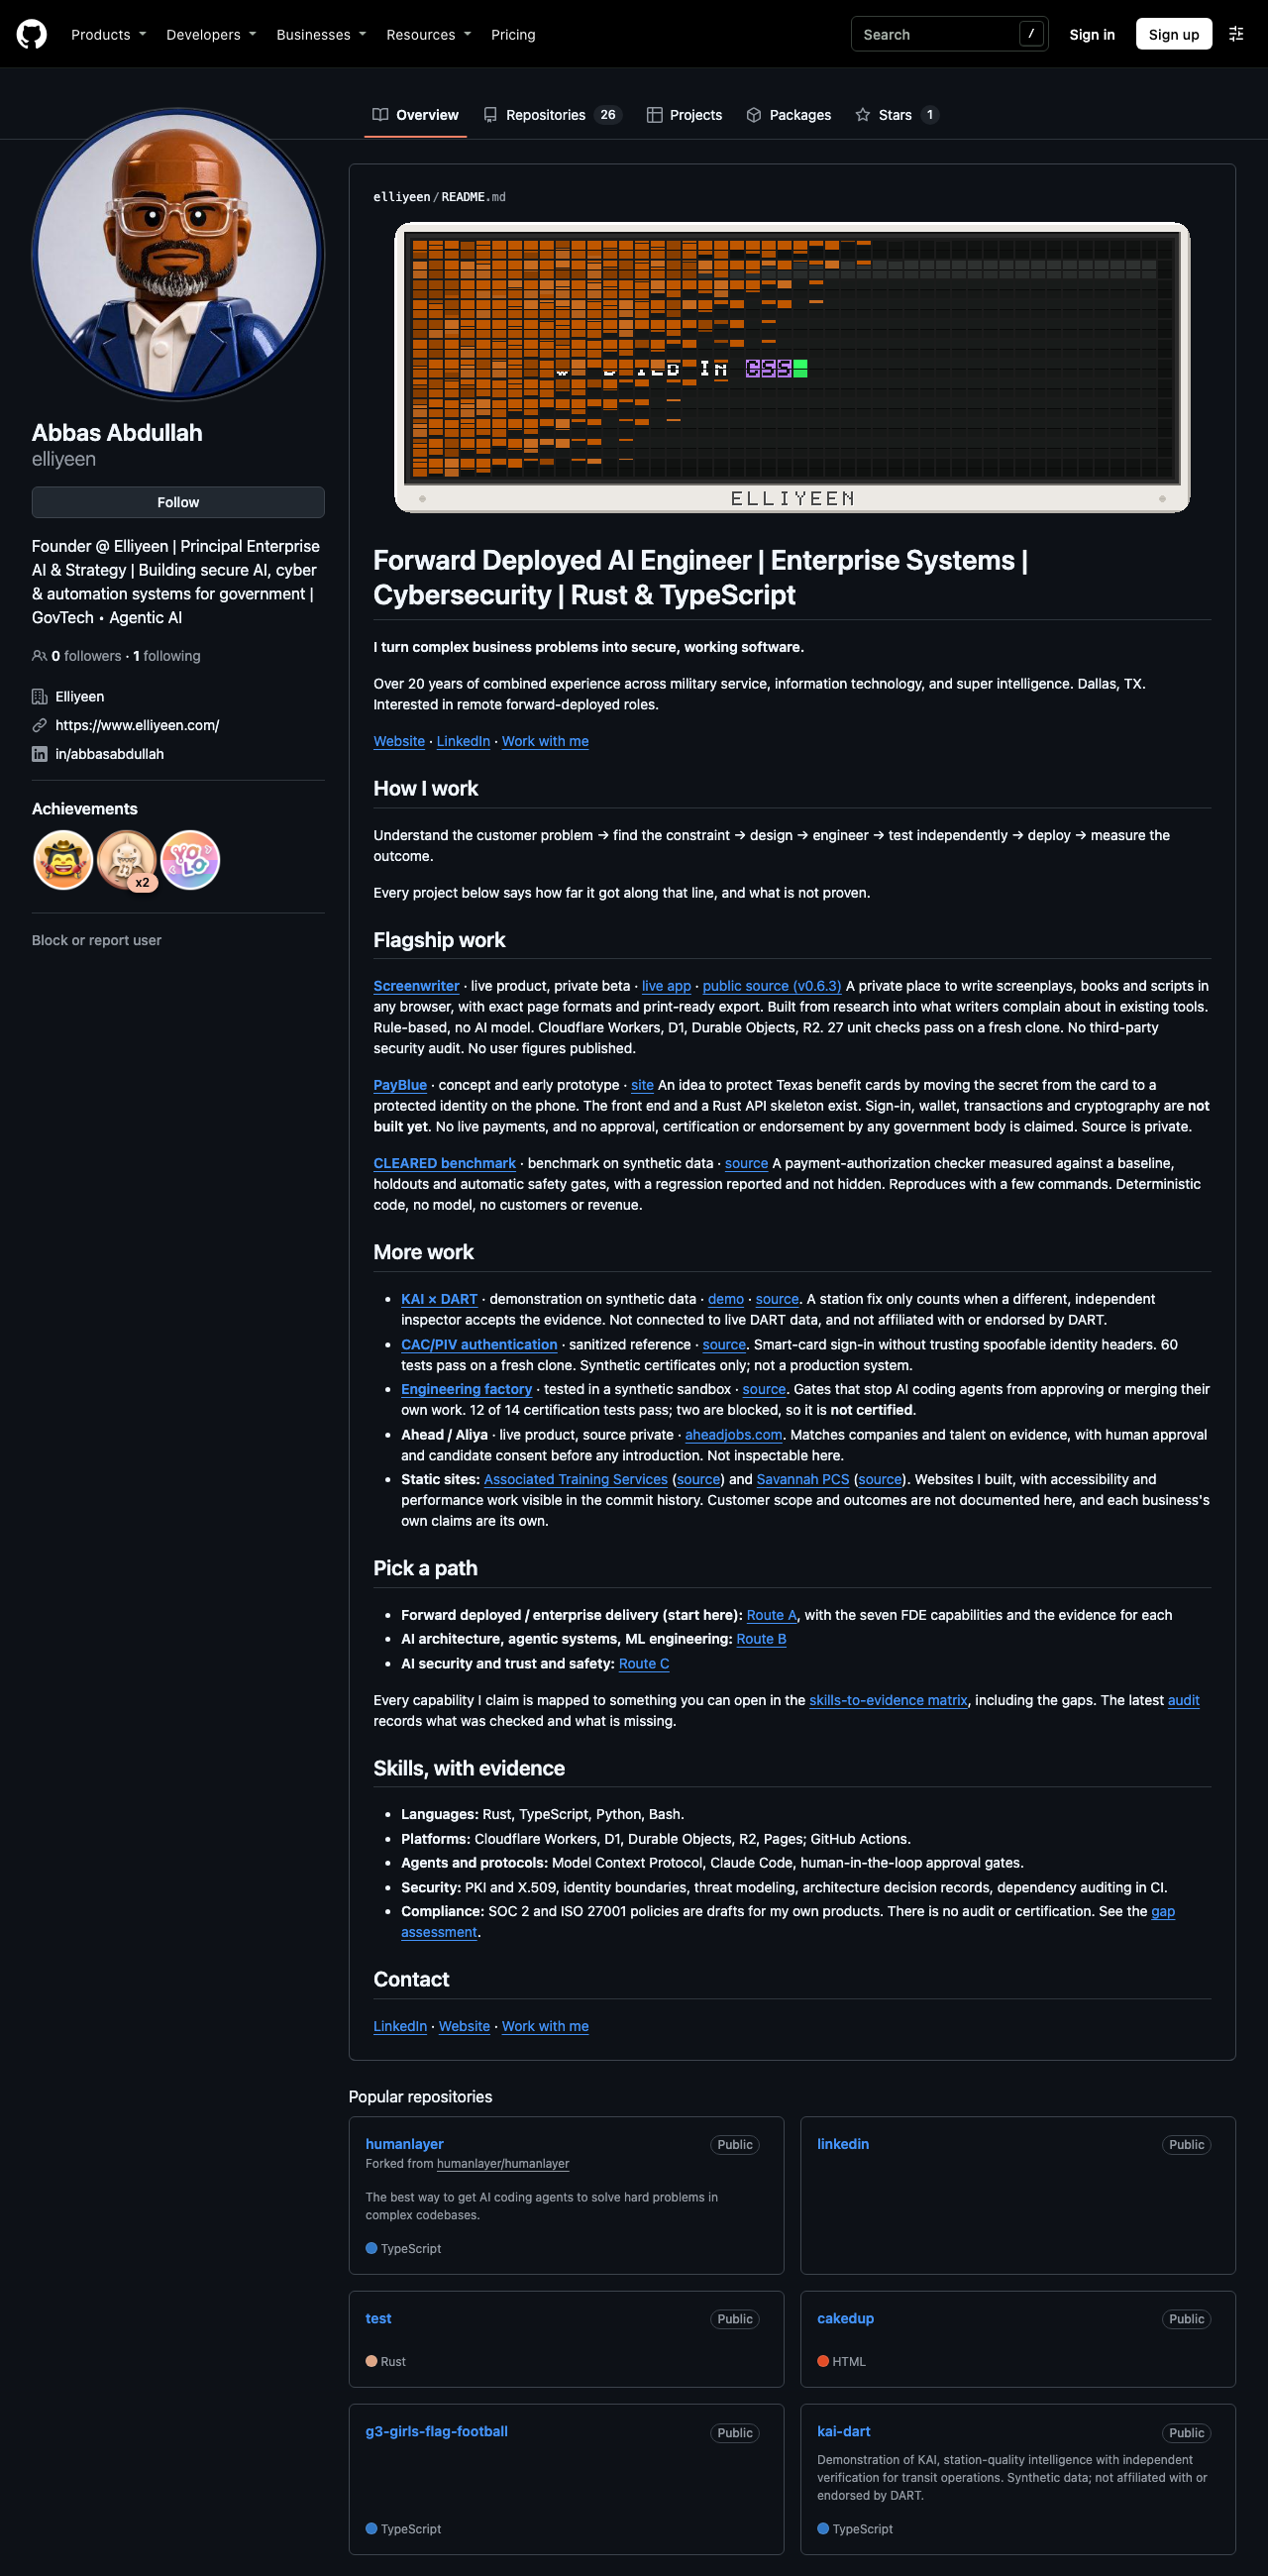 Products
Developers
Businesses
Resources
Pricing
Search
/
Sign in
Sign up
Overview
Repositories 26
Projects
Packages
Stars 1
Abbas Abdullah
elliyeen
Follow
Founder @ Elliyeen | Principal Enterprise
AI & Strategy | Building secure AI, cyber
& automation systems for government |
GovTech • Agentic AI
0 followers · 1 following
Elliyeen
https://www.elliyeen.com/
in/abbasabdullah
Achievements
x2
YOLO
Block or report user
elliyeen/README.md
IN CSS
ELLIYEEN
Forward Deployed AI Engineer | Enterprise Systems |
Cybersecurity | Rust & TypeScript
I turn complex business problems into secure, working software.
Over 20 years of combined experience across military service, information technology, and super intelligence. Dallas, TX.
Interested in remote forward-deployed roles.
Website · LinkedIn · Work with me
How I work
Understand the customer problem → find the constraint → design → engineer → test independently → deploy → measure the
outcome.
Every project below says how far it got along that line, and what is not proven.
Flagship work
Screenwriter · live product, private beta · live app · public source (v0.6.3) A private place to write screenplays, books and scripts in
any browser, with exact page formats and print-ready export. Built from research into what writers complain about in existing tools.
Rule-based, no AI model. Cloudflare Workers, D1, Durable Objects, R2. 27 unit checks pass on a fresh clone. No third-party
security audit. No user figures published.
PayBlue · concept and early prototype · site An idea to protect Texas benefit cards by moving the secret from the card to a
protected identity on the phone. The front end and a Rust API skeleton exist. Sign-in, wallet, transactions and cryptography are not
built yet. No live payments, and no approval, certification or endorsement by any government body is claimed. Source is private.
CLEARED benchmark · benchmark on synthetic data · source A payment-authorization checker measured against a baseline,
holdouts and automatic safety gates, with a regression reported and not hidden. Reproduces with a few commands. Deterministic
code, no model, no customers or revenue.
More work
• KAI × DART · demonstration on synthetic data · demo · source. A station fix only counts when a different, independent
inspector accepts the evidence. Not connected to live DART data, and not affiliated with or endorsed by DART.
• CAC/PIV authentication · sanitized reference · source. Smart-card sign-in without trusting spoofable identity headers. 60
tests pass on a fresh clone. Synthetic certificates only; not a production system.
• Engineering factory · tested in a synthetic sandbox · source. Gates that stop AI coding agents from approving or merging their
own work. 12 of 14 certification tests pass; two are blocked, so it is not certified.
• Ahead / Aliya · live product, source private · aheadjobs.com. Matches companies and talent on evidence, with human approval
and candidate consent before any introduction. Not inspectable here.
• Static sites: Associated Training Services (source) and Savannah PCS (source). Websites I built, with accessibility and
performance work visible in the commit history. Customer scope and outcomes are not documented here, and each business's
own claims are its own.
Pick a path
• Forward deployed / enterprise delivery (start here): Route A, with the seven FDE capabilities and the evidence for each
• AI architecture, agentic systems, ML engineering: Route B
• AI security and trust and safety: Route C
Every capability I claim is mapped to something you can open in the skills-to-evidence matrix, including the gaps. The latest audit
records what was checked and what is missing.
Skills, with evidence
• Languages: Rust, TypeScript, Python, Bash.
• Platforms: Cloudflare Workers, D1, Durable Objects, R2, Pages; GitHub Actions.
• Agents and protocols: Model Context Protocol, Claude Code, human-in-the-loop approval gates.
• Security: PKI and X.509, identity boundaries, threat modeling, architecture decision records, dependency auditing in CI.
• Compliance: SOC 2 and ISO 27001 policies are drafts for my own products. There is no audit or certification. See the gap
assessment.
Contact
LinkedIn · Website · Work with me
Popular repositories
humanlayer
Public
Forked from humanlayer/humanlayer
The best way to get AI coding agents to solve hard problems in
complex codebases.
TypeScript
linkedin
Public
test
Public
Rust
cakedup
Public
HTML
g3-girls-flag-football
Public
TypeScript
kai-dart
Public
Demonstration of KAI, station-quality intelligence with independent
verification for transit operations. Synthetic data; not affiliated with or
endorsed by DART.
TypeScript